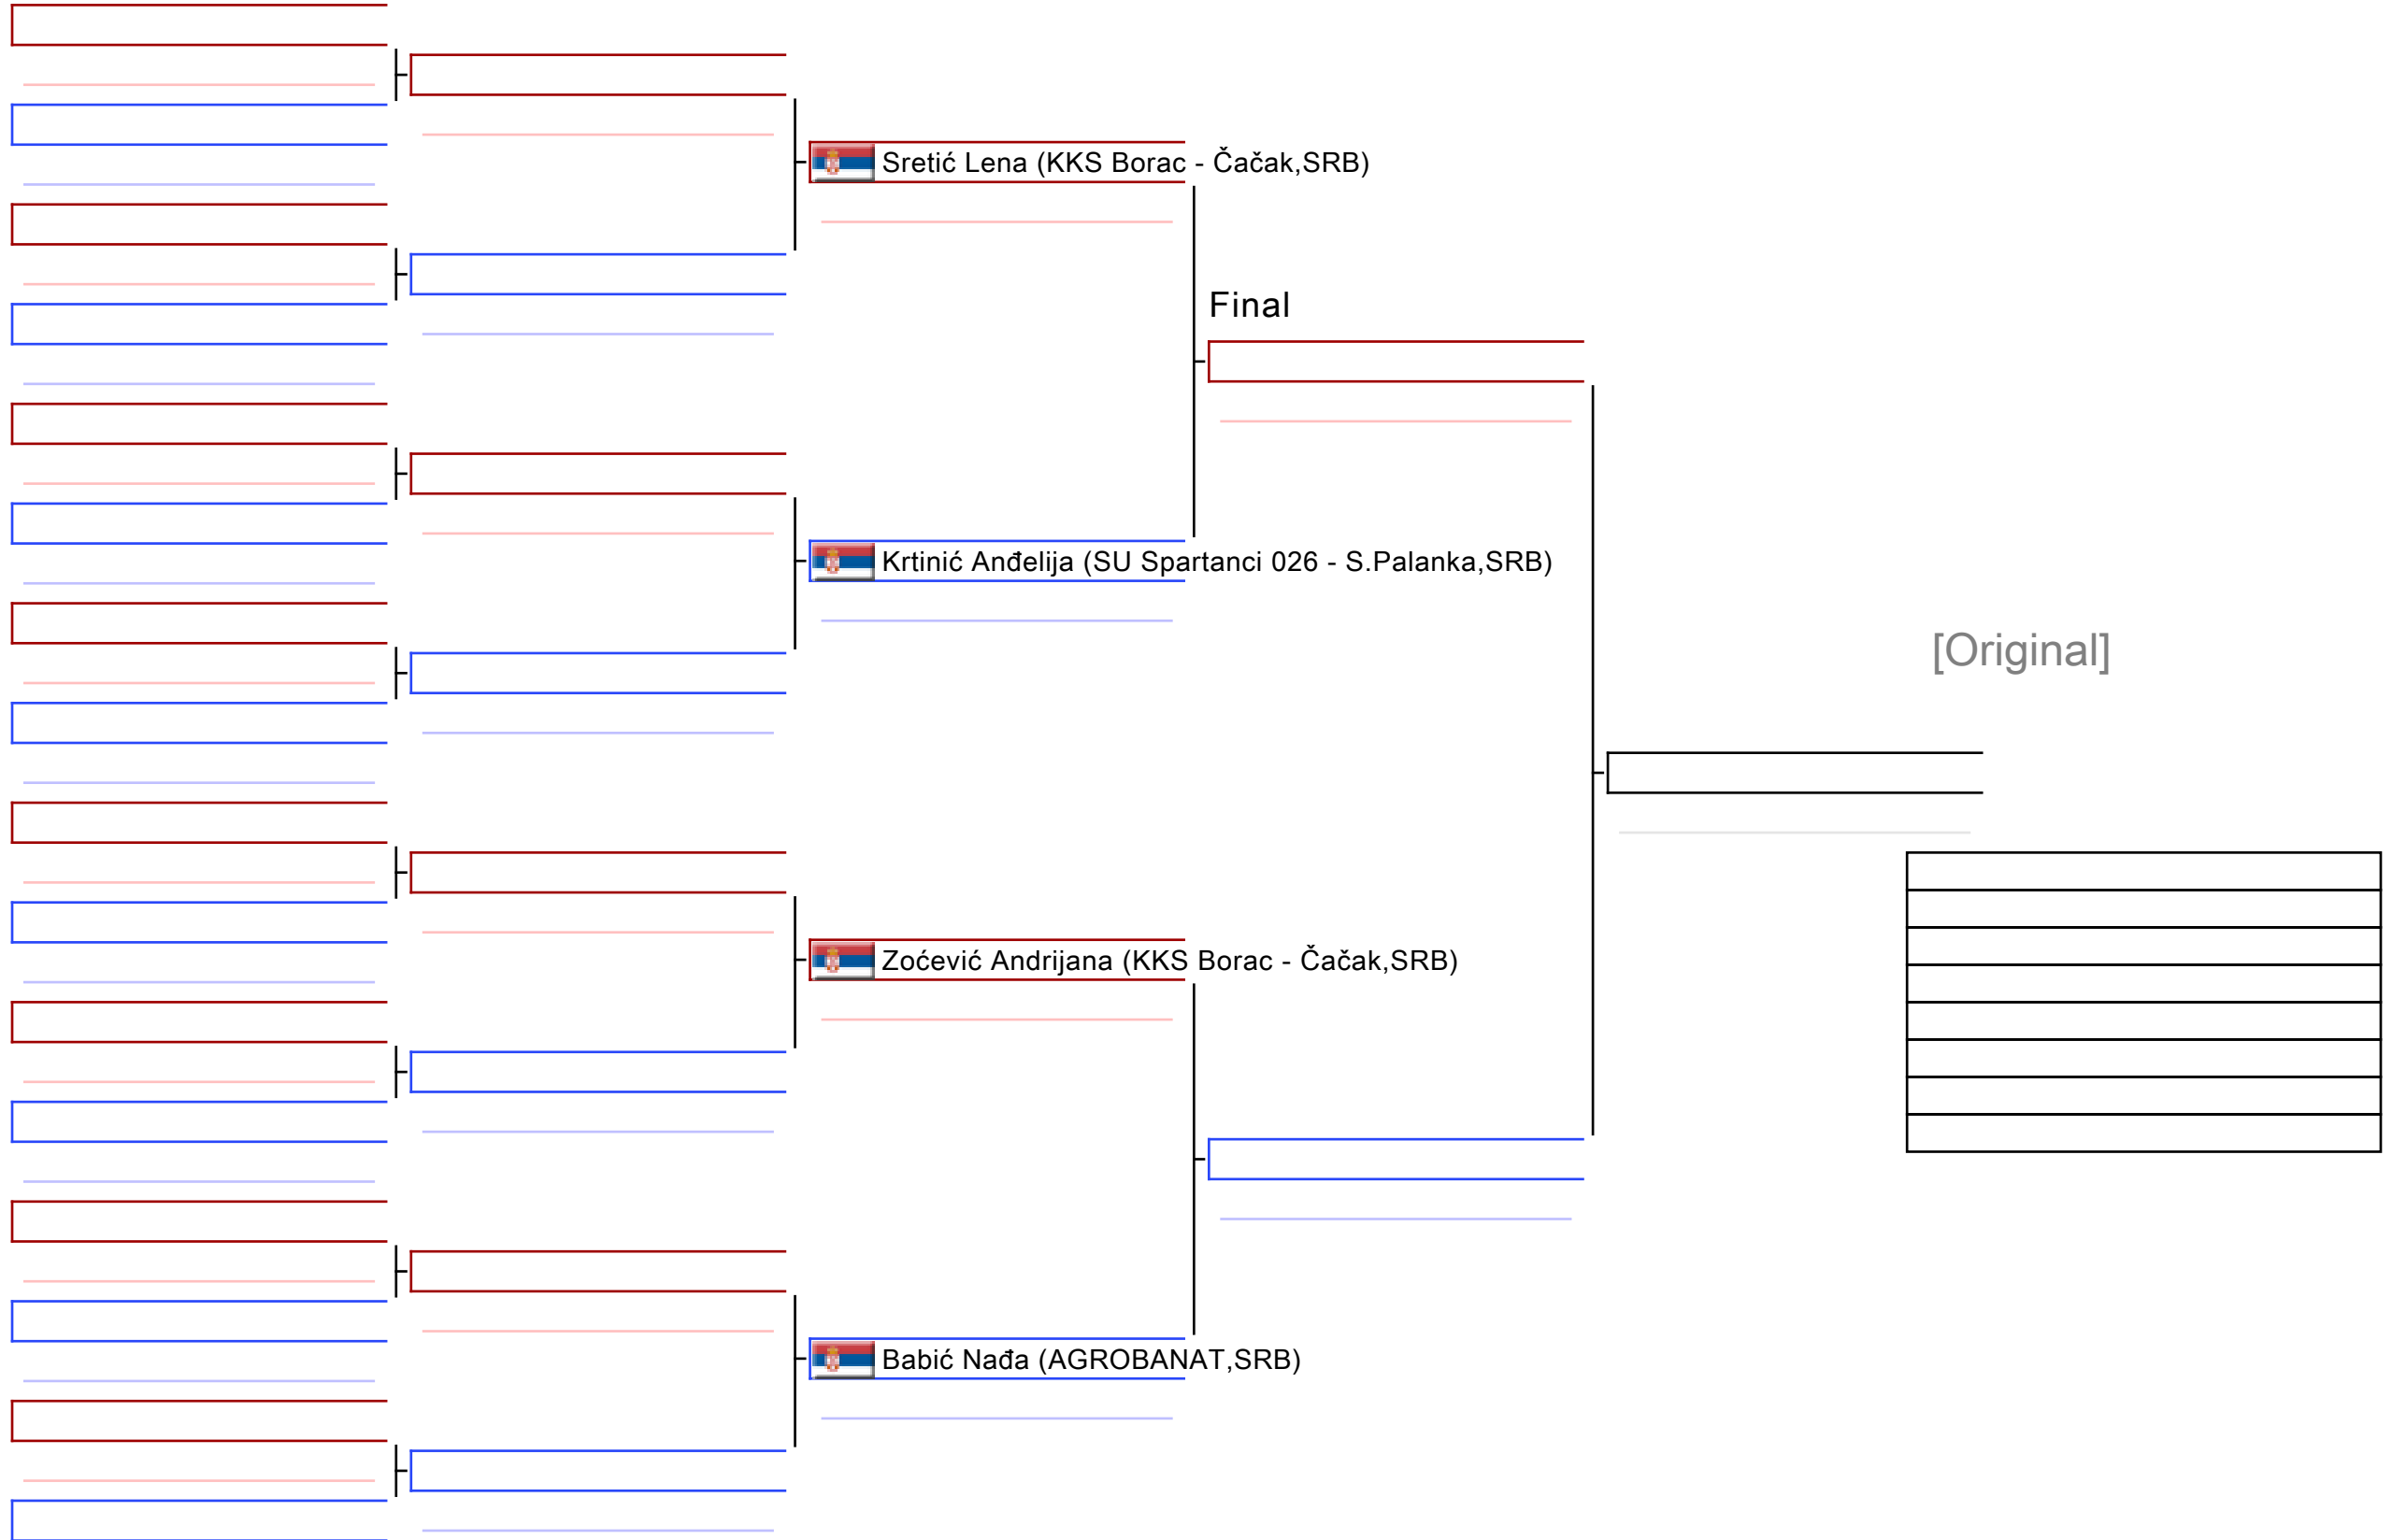 Sretić Lena (KKS Borac - Čačak,SRB)
Final
Krtinić Anđelija (SU Spartanci 026 - S.Palanka,SRB)
[Original]
Zoćević Andrijana (KKS Borac - Čačak,SRB)
Babić Nađa (AGROBANAT,SRB)